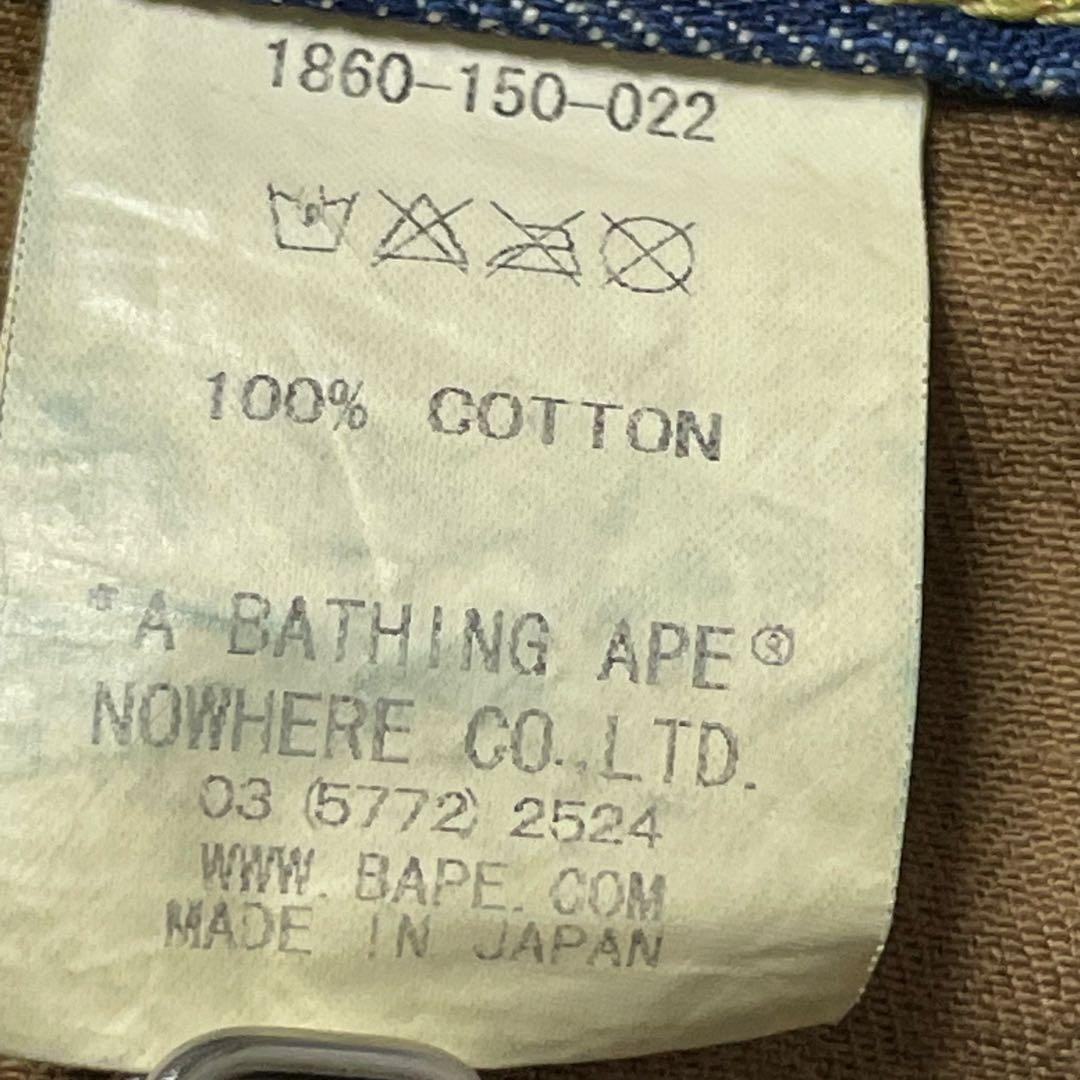 1860-150-022
100% COTTON
"A BATHING APE®
NOWHERE CO.,LTD.
03 (5772) 2524
WWW. BAPE. COM
MADE IN JAPAN